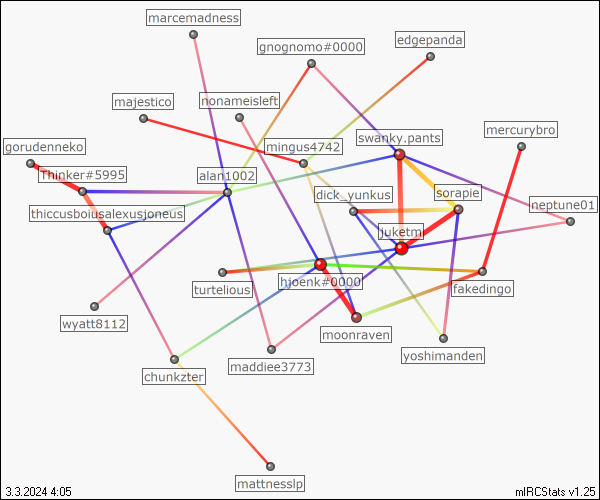 marcemadness
gnognomo#0000
edgepanda
majestico
nonameisleft
mercurybro
swanky.pants
gorudenneko
mingus4742
Thinker#5995
alan1002
dick_yunkus
sorapie
neptune01
thiccusboiusalexusjoneus
juketm
turtelious
hjoenk#0000
fakedingo
wyatt8112
moonraven
yoshimanden
chunkzter
maddiee3773
mattnesslp
3.3.2024 4:05
mIRCStats v1.25